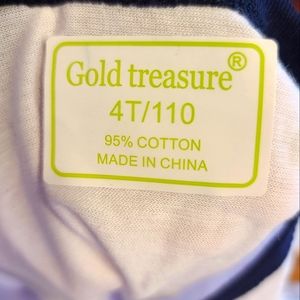 Gold treasure®
4T/110
95% COTTON
MADE IN CHINA